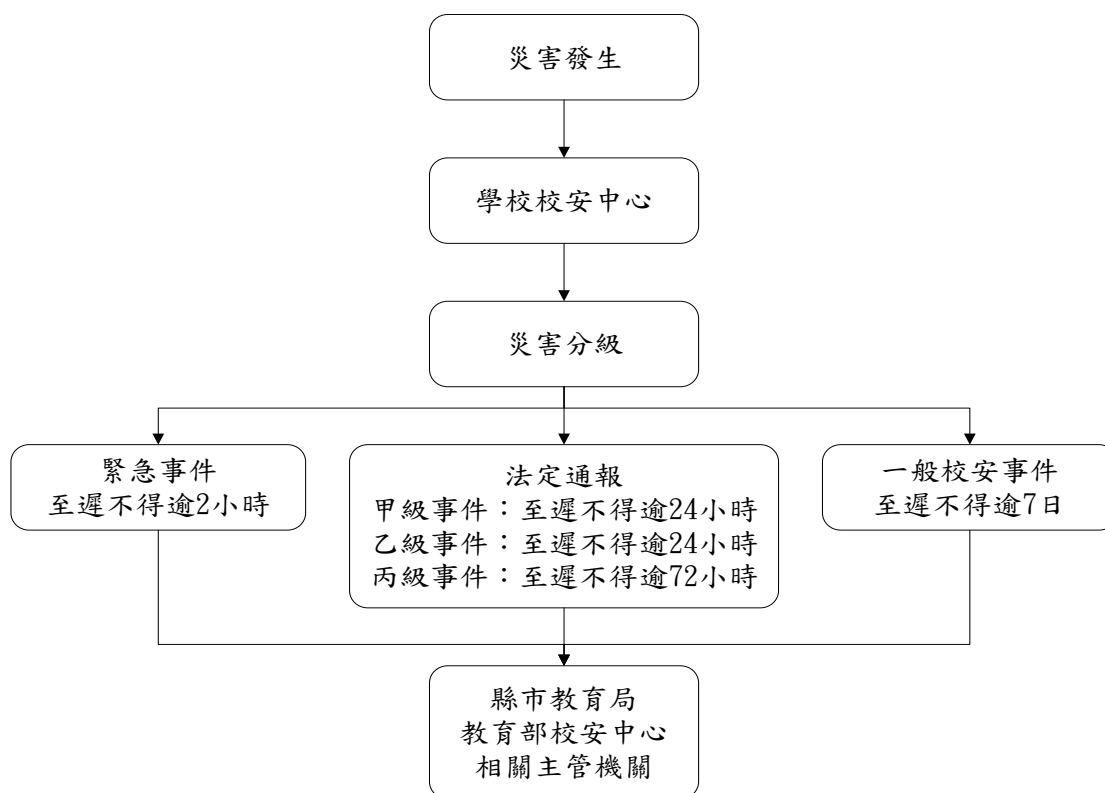 災害發生
學校校安中心
災害分級
緊急事件
至遲不得逾2小時
法定通報
甲級事件：至遲不得逾24小時
乙級事件：至遲不得逾24小時
丙級事件：至遲不得逾72小時
一般校安事件
至遲不得逾7日
縣市教育局
教育部校安中心
相關主管機關